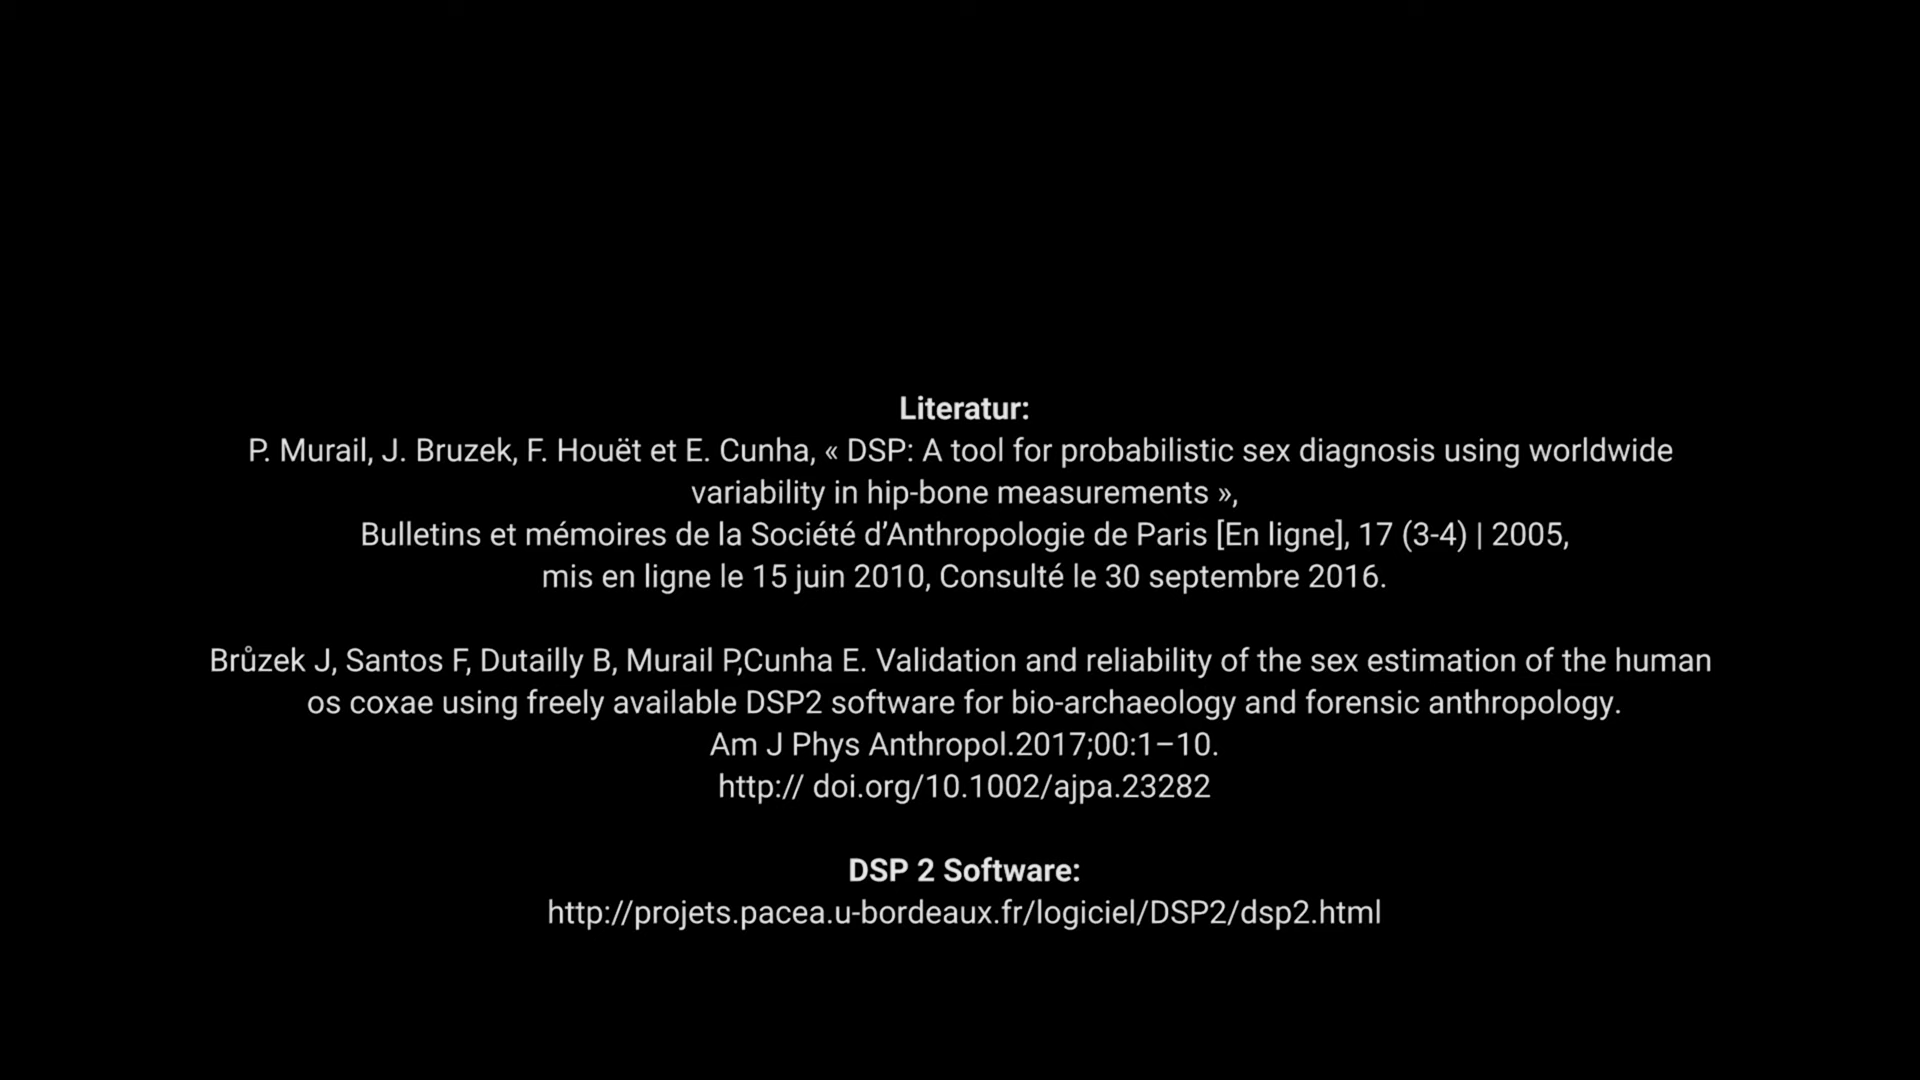 Literatur:
P. Murail, J. Bruzek, F. Houët et E. Cunha, « DSP: A tool for probabilistic sex diagnosis using worldwide
variability in hip-bone measurements »,
Bulletins et mémoires de la Société d’Anthropologie de Paris [En ligne], 17 (3-4) | 2005,
mis en ligne le 15 juin 2010, Consulté le 30 septembre 2016.
Brůzek J, Santos F, Dutailly B, Murail P,Cunha E. Validation and reliability of the sex estimation of the human
os coxae using freely available DSP2 software for bio-archaeology and forensic anthropology.
Am J Phys Anthropol.2017;00:1–10.
http:// doi.org/10.1002/ajpa.23282
DSP 2 Software:
http://projets.pacea.u-bordeaux.fr/logiciel/DSP2/dsp2.html